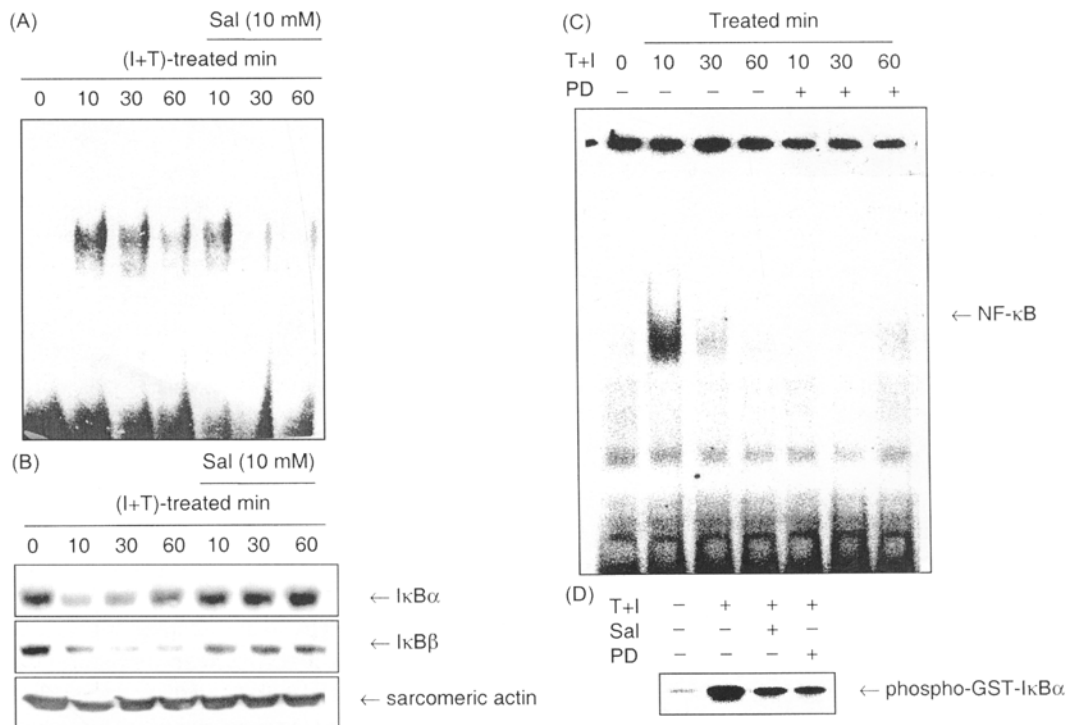 (A)
Sal (10 mM)
(I+T)-treated min
0 10 30 60 10 30 60
(B)
Sal (10 mM)
(I+T)-treated min
0 10 30 60 10 30 60
← IκBα
← IκBβ
← sarcomeric actin
(C)
Treated min
T+I 0 10 30 60 10 30 60
PD − − − − + + +
← NF-κB
(D)
T+I − + + +
Sal − − + −
PD − − − +
← phospho-GST-IκBα